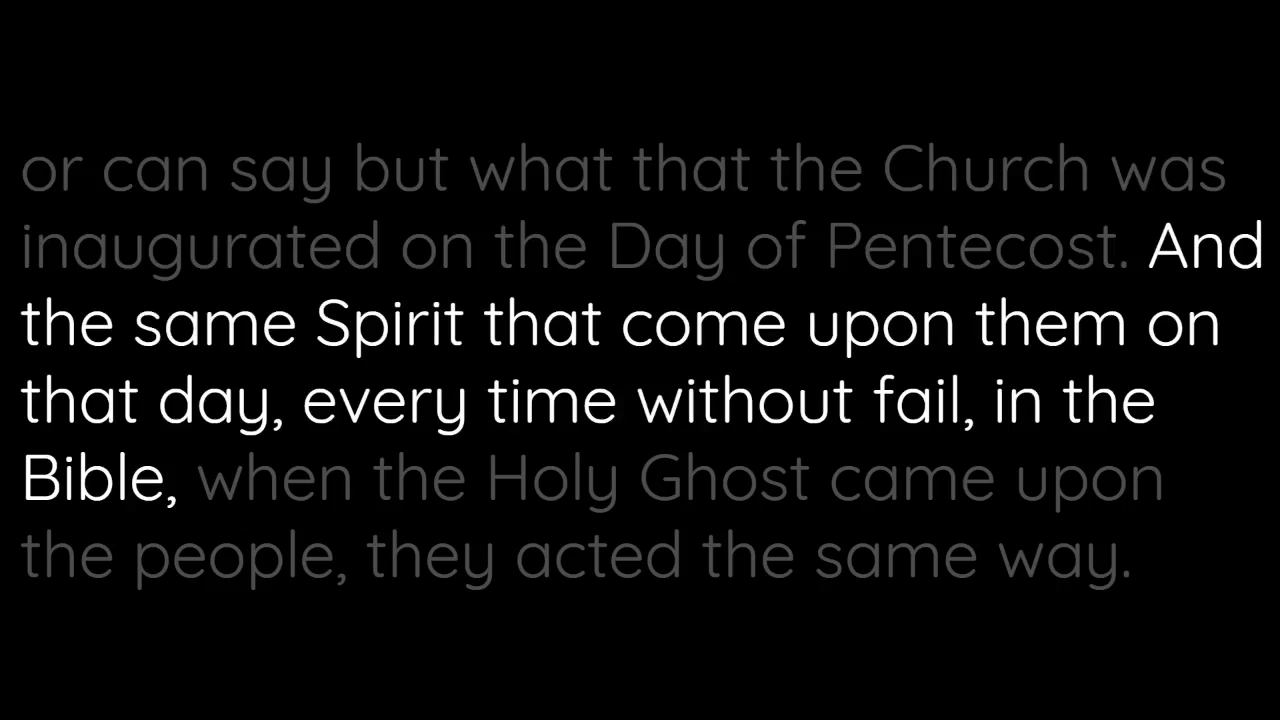 or can say but what that the Church was
inaugurated on the Day of Pentecost. And
the same Spirit that come upon them on
that day, every time without fail, in the
Bible, when the Holy Ghost came upon
the people, they acted the same way.